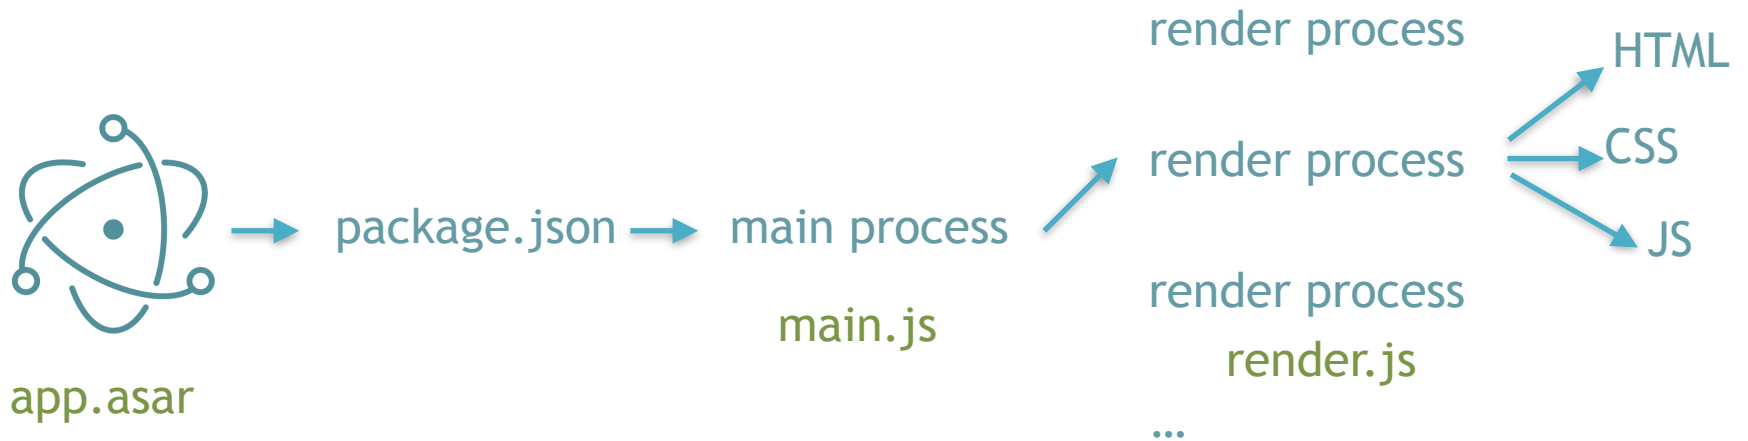 app.asar
package.json
main process
main.js
render process
render process
render process
render.js
…
HTML
CSS
JS